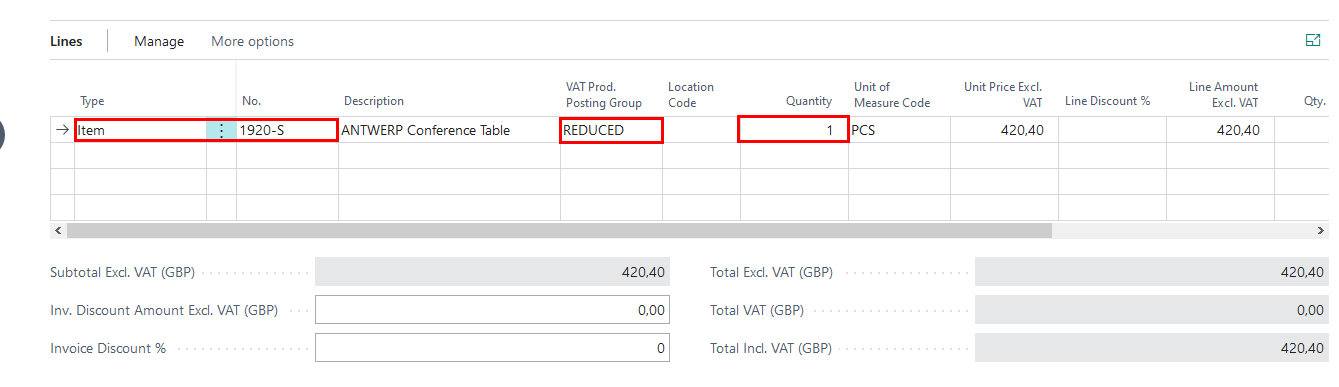 Lines Manage More options
Type No. Description VAT Prod. Posting Group Location Code Quantity Unit of Measure Code Unit Price Excl. VAT Line Discount % Line Amount Excl. VAT Qty.
Item 1920-S ANTWERP Conference Table REDUCED 1 PCS 420,40 420,40
Subtotal Excl. VAT (GBP) 420,40 Total Excl. VAT (GBP) 420,40
Inv. Discount Amount Excl. VAT (GBP) 0,00 Total VAT (GBP) 0,00
Invoice Discount % 0 Total Incl. VAT (GBP) 420,40